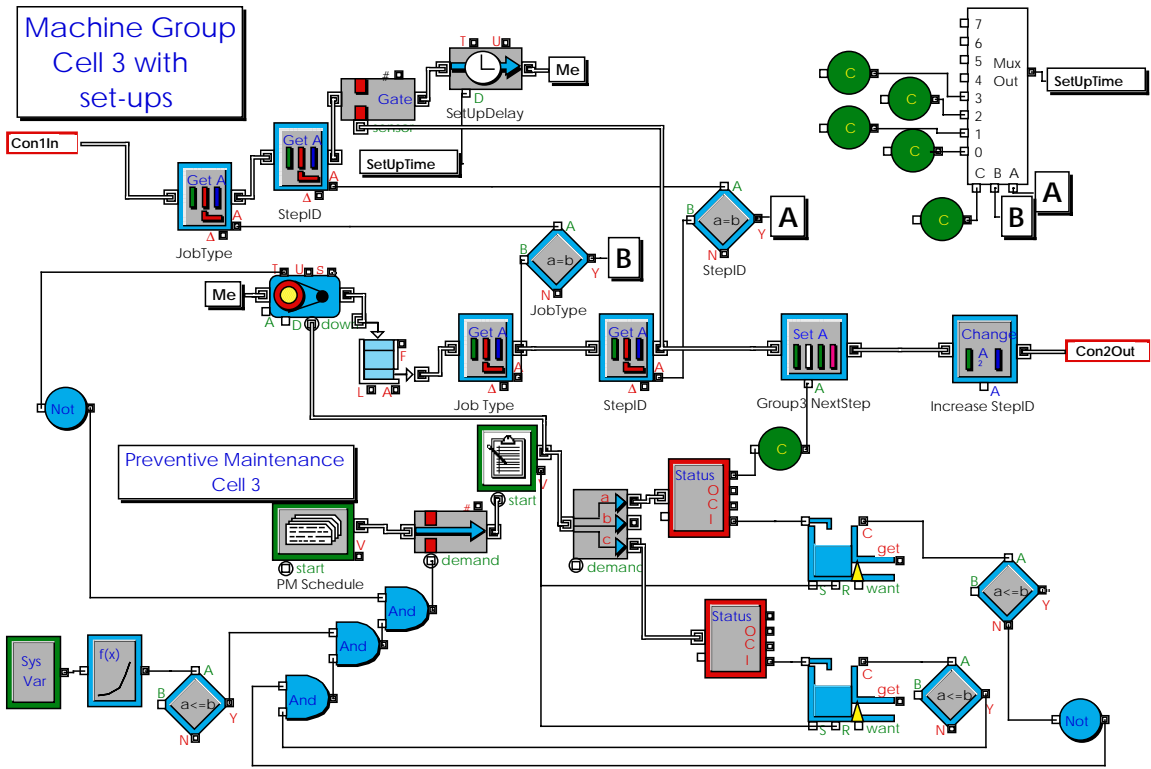 Machine Group
Cell 3 with
set-ups
T U
Me
#
Gate
D
SetUpDelay
sensor
Con1In
Get A
SetUpTime
A
Δ
StepID
Get A
A
Δ
JobType
7
6
5
4
3
2
1
0
Mux
Out
SetUpTime
C
C
C
C
C B A
C
A
B
A
B
a=b
Y
N
StepID
A
A
B
a=b
Y
N
JobType
B
T U s
Me
A D down
F
L A
Get A
A
Δ
Job Type
Get A
A
Δ
StepID
Set A
A
Group3 NextStep
Change
A
2
A
Increase StepID
Con2Out
Not
Preventive Maintenance
Cell 3
start
V
C
PM Schedule
start
V
#
demand
a
b
c
demand
Status
O
C
I
C
get
S R want
A
B
a<=b
Y
N
And
And
And
Status
O
C
I
C
get
S R want
A
B
a<=b
Y
N
Not
Sys
Var
f(x)
A
B
a<=b
Y
N